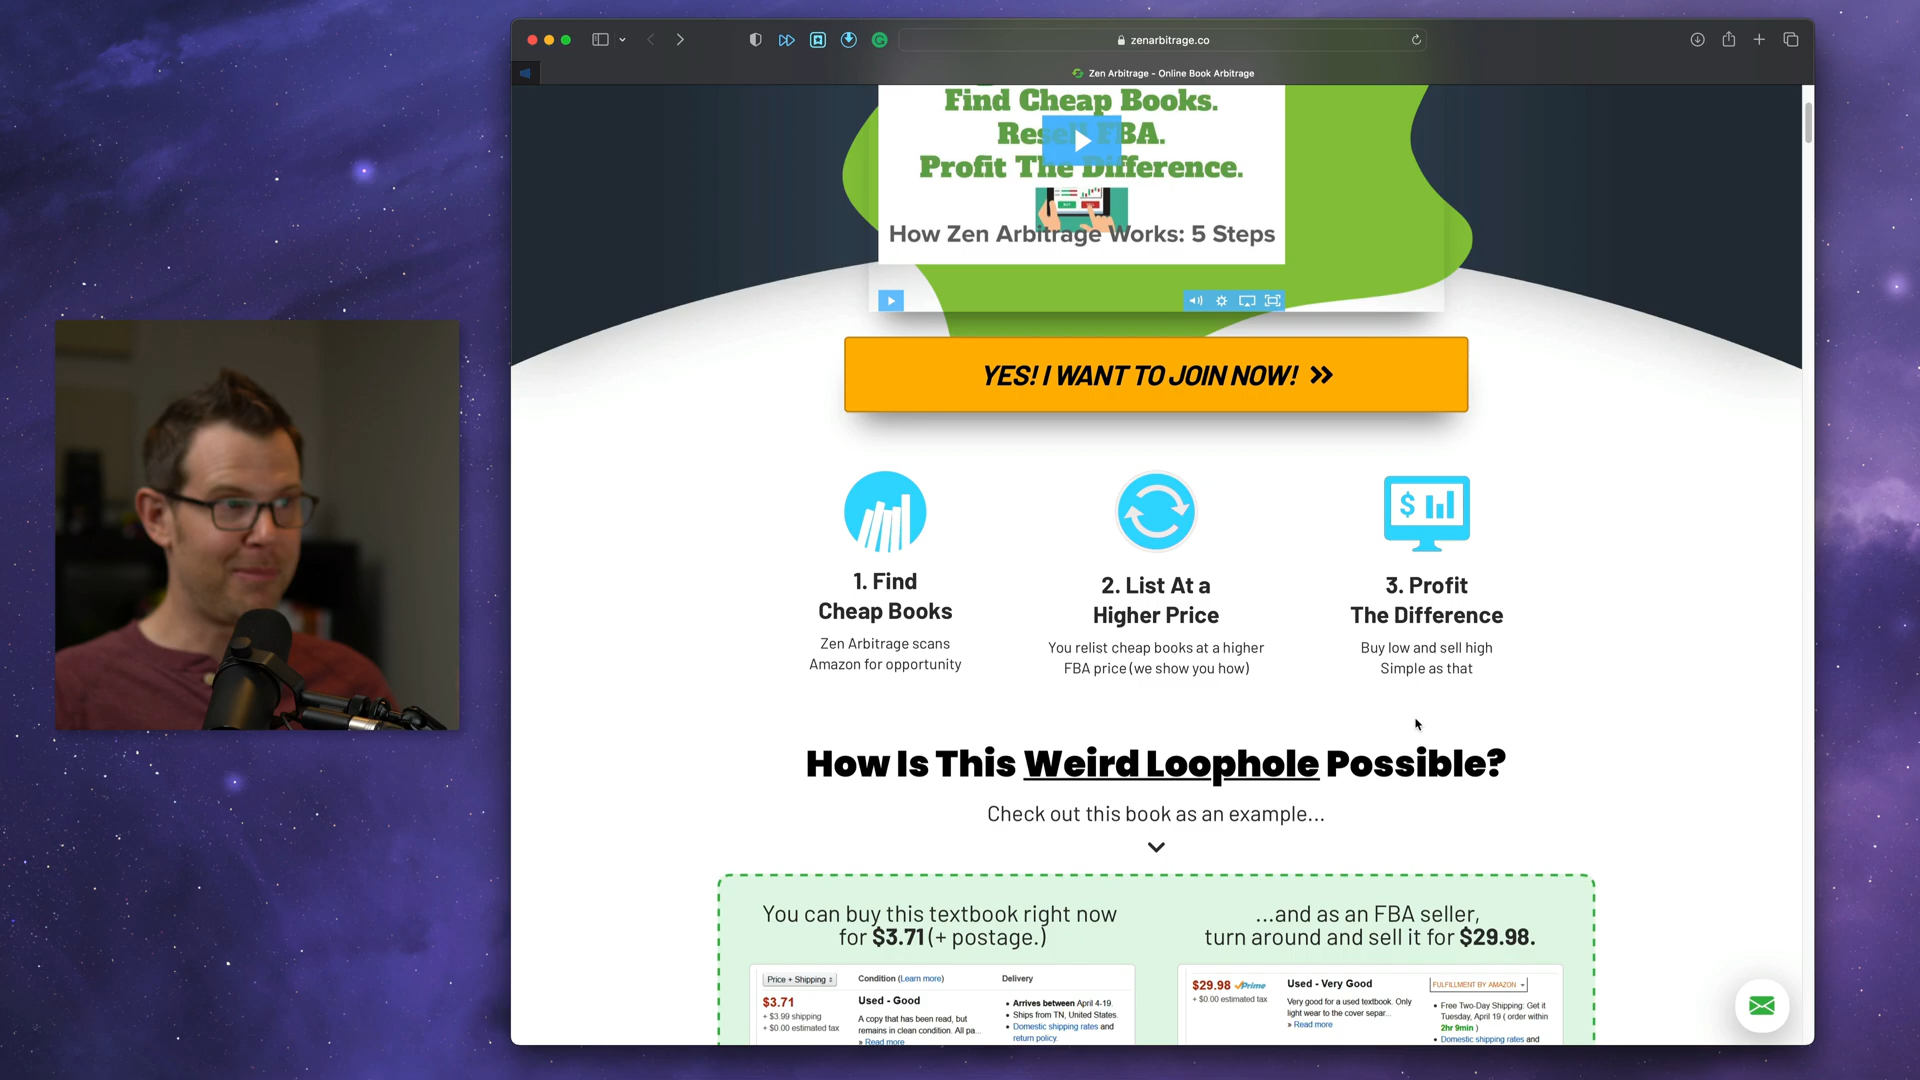 zenarbitrage.co
Zen Arbitrage - Online Book Arbitrage
Find Cheap Books.
Resell FBA.
Profit The Difference.
How Zen Arbitrage Works: 5 Steps
YES! I WANT TO JOIN NOW! »
1. Find
Cheap Books
Zen Arbitrage scans
Amazon for opportunity
2. List At a
Higher Price
You relist cheap books at a higher
FBA price (we show you how)
3. Profit
The Difference
Buy low and sell high
Simple as that
How Is This Weird Loophole Possible?
Check out this book as an example...
You can buy this textbook right now
for $3.71 (+ postage.)
Price + Shipping
Condition (Learn more)
Delivery
$3.71
+ $3.99 shipping
+ $0.00 estimated tax
Used - Good
A copy that has been read, but
remains in clean condition. All pa...
» Read more
• Arrives between April 4-19.
• Ships from TN, United States.
• Domestic shipping rates and
return policy.
...and as an FBA seller,
turn around and sell it for $29.98.
$29.98 Prime
+ $0.00 estimated tax
Used - Very Good
Very good for a used textbook. Only
light wear to the cover separ...
» Read more
FULFILLMENT BY AMAZON
• Free Two-Day Shipping: Get it
Tuesday, April 19 ( order within
2hr 9min )
• Domestic shipping rates and